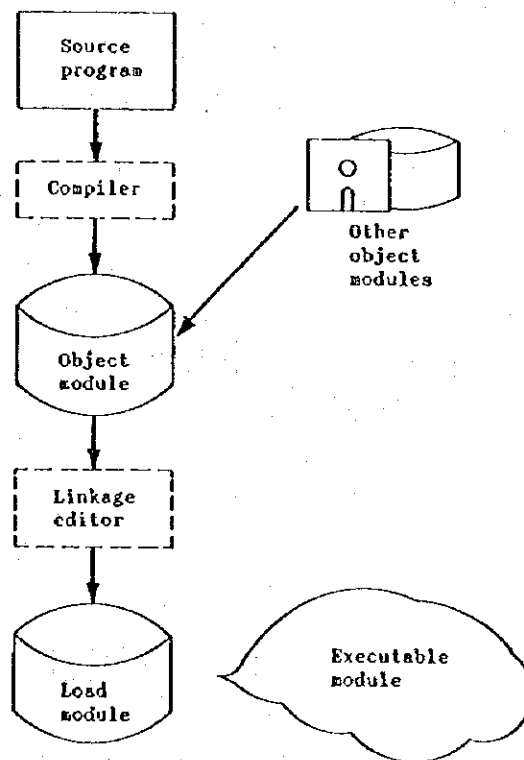 Source
program
Compiler
Other
object
modules
Object
module
Linkage
editor
Executable
module
Load
module